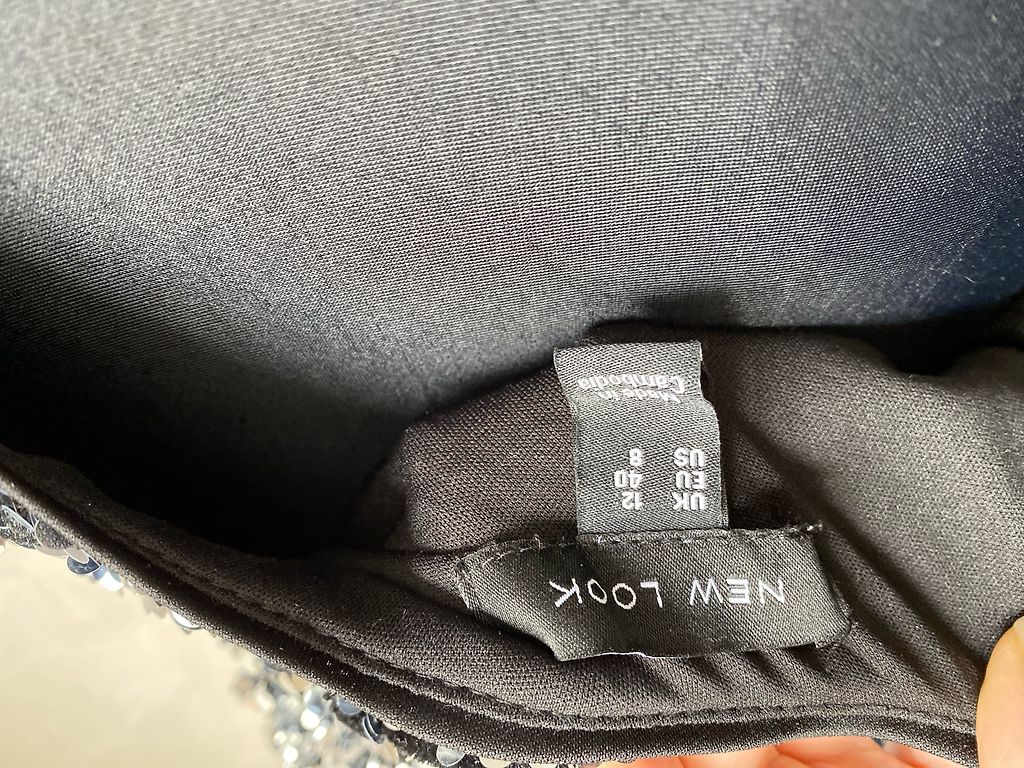 NEW LOOK
UK 12
EU 40
US 8
Made in
Cambodia